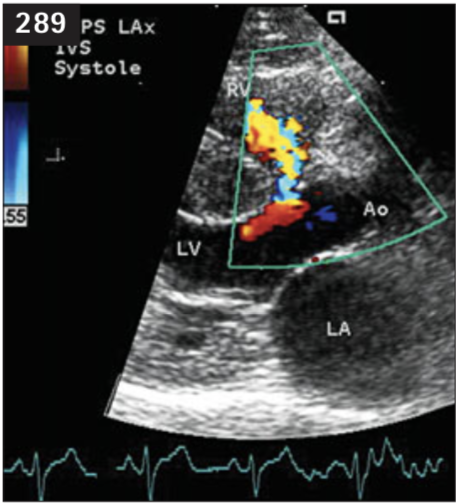 289
PS LAx
IVS
Systole
RV
.55
Ao
LV
LA